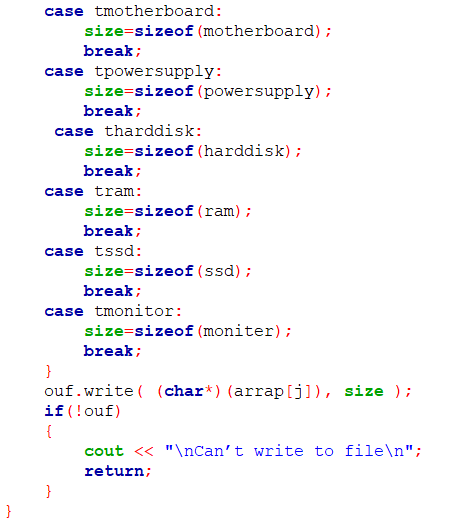 case tmotherboard:
size=sizeof(motherboard);
break;
case tpowersupply:
size=sizeof(powersupply);
break;
case tharddisk:
size=sizeof(harddisk);
break;
case tram:
size=sizeof(ram);
break;
case tssd:
size=sizeof(ssd);
break;
case tmonitor:
size=sizeof(moniter);
break;
}
ouf.write( (char*)(arrap[j]), size );
if(!ouf)
{
cout << "\nCan’t write to file\n";
return;
}
}